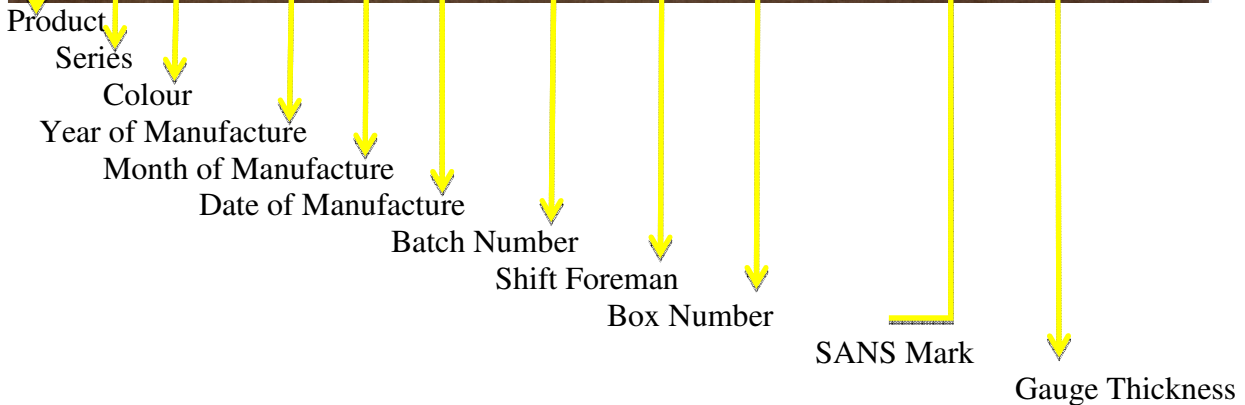 Product
Series
Colour
Year of Manufacture
Month of Manufacture
Date of Manufacture
Batch Number
Shift Foreman
Box Number
SANS Mark
Gauge Thickness